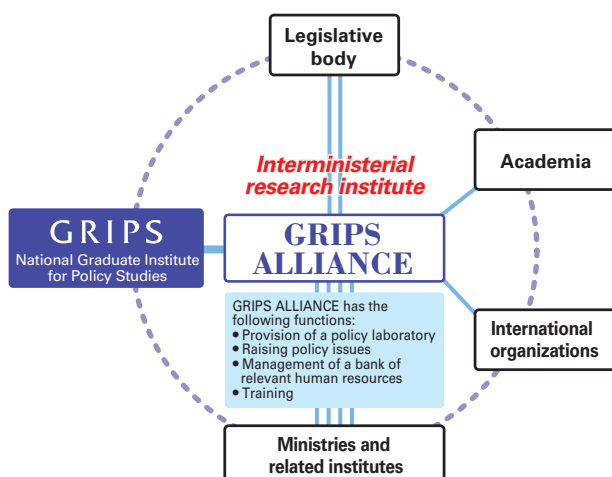 Legislative
body
Interministerial
research institute
Academia
GRIPS
National Graduate Institute
for Policy Studies
GRIPS
ALLIANCE
GRIPS ALLIANCE has the
following functions:
● Provision of a policy laboratory
● Raising policy issues
● Management of a bank of
relevant human resources
● Training
International
organizations
Ministries and
related institutes